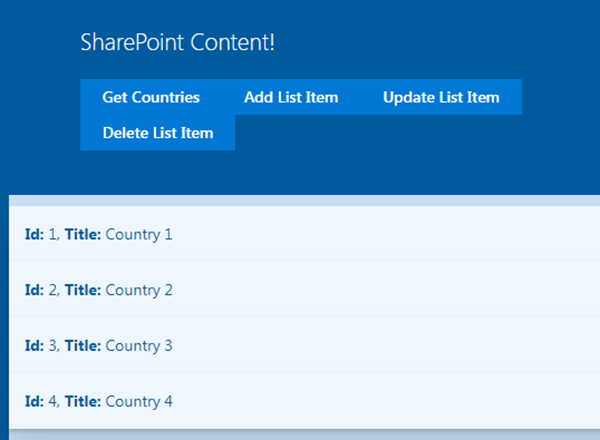 SharePoint Content!
Get Countries Add List Item Update List Item
Delete List Item
Id: 1, Title: Country 1
Id: 2, Title: Country 2
Id: 3, Title: Country 3
Id: 4, Title: Country 4